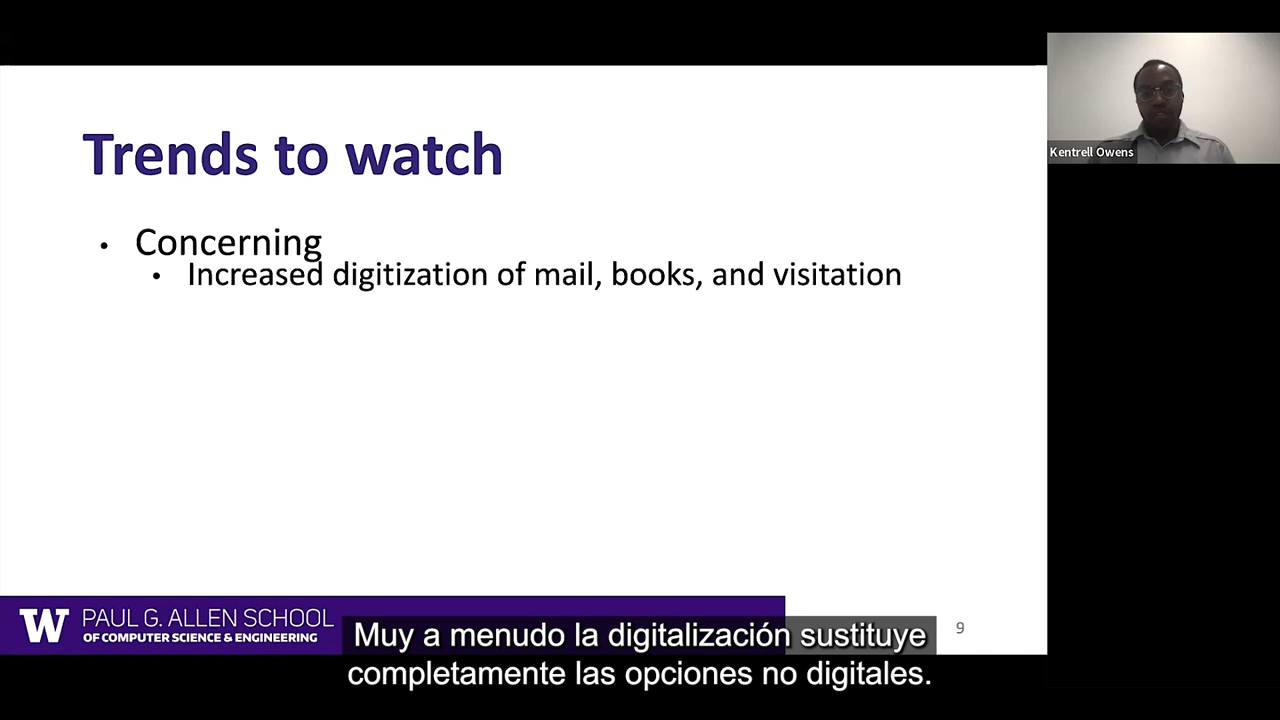 Trends to watch
• Concerning
• Increased digitization of mail, books, and visitation
Kentrell Owens
W PAUL G. ALLEN SCHOOL
OF COMPUTER SCIENCE & ENGINEERING
9
Muy a menudo la digitalización sustituye
completamente las opciones no digitales.